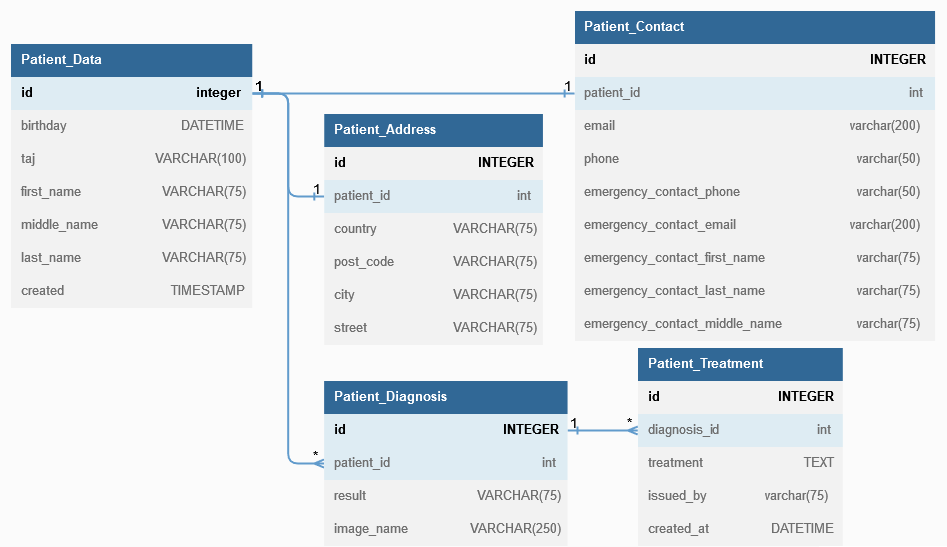 Patient_Data
id integer
birthday DATETIME
taj VARCHAR(100)
first_name VARCHAR(75)
middle_name VARCHAR(75)
last_name VARCHAR(75)
created TIMESTAMP
1
1
1
*
Patient_Address
id INTEGER
patient_id int
country VARCHAR(75)
post_code VARCHAR(75)
city VARCHAR(75)
street VARCHAR(75)
Patient_Contact
id INTEGER
patient_id int
email varchar(200)
phone varchar(50)
emergency_contact_phone varchar(50)
emergency_contact_email varchar(200)
emergency_contact_first_name varchar(75)
emergency_contact_last_name varchar(75)
emergency_contact_middle_name varchar(75)
Patient_Diagnosis
id INTEGER
patient_id int
result VARCHAR(75)
image_name VARCHAR(250)
1
*
Patient_Treatment
id INTEGER
diagnosis_id int
treatment TEXT
issued_by varchar(75)
created_at DATETIME